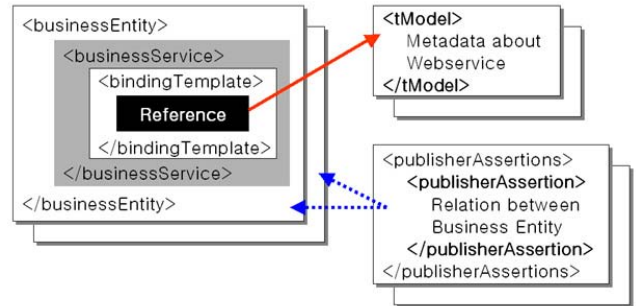 <businessEntity>
<businessService>
<bindingTemplate>
Reference
</bindingTemplate>
</businessService>
</businessEntity>
<tModel>
Metadata about
Webservice
</tModel>
<publisherAssertions>
<publisherAssertion>
Relation between
Business Entity
</publisherAssertion>
</publisherAssertions>